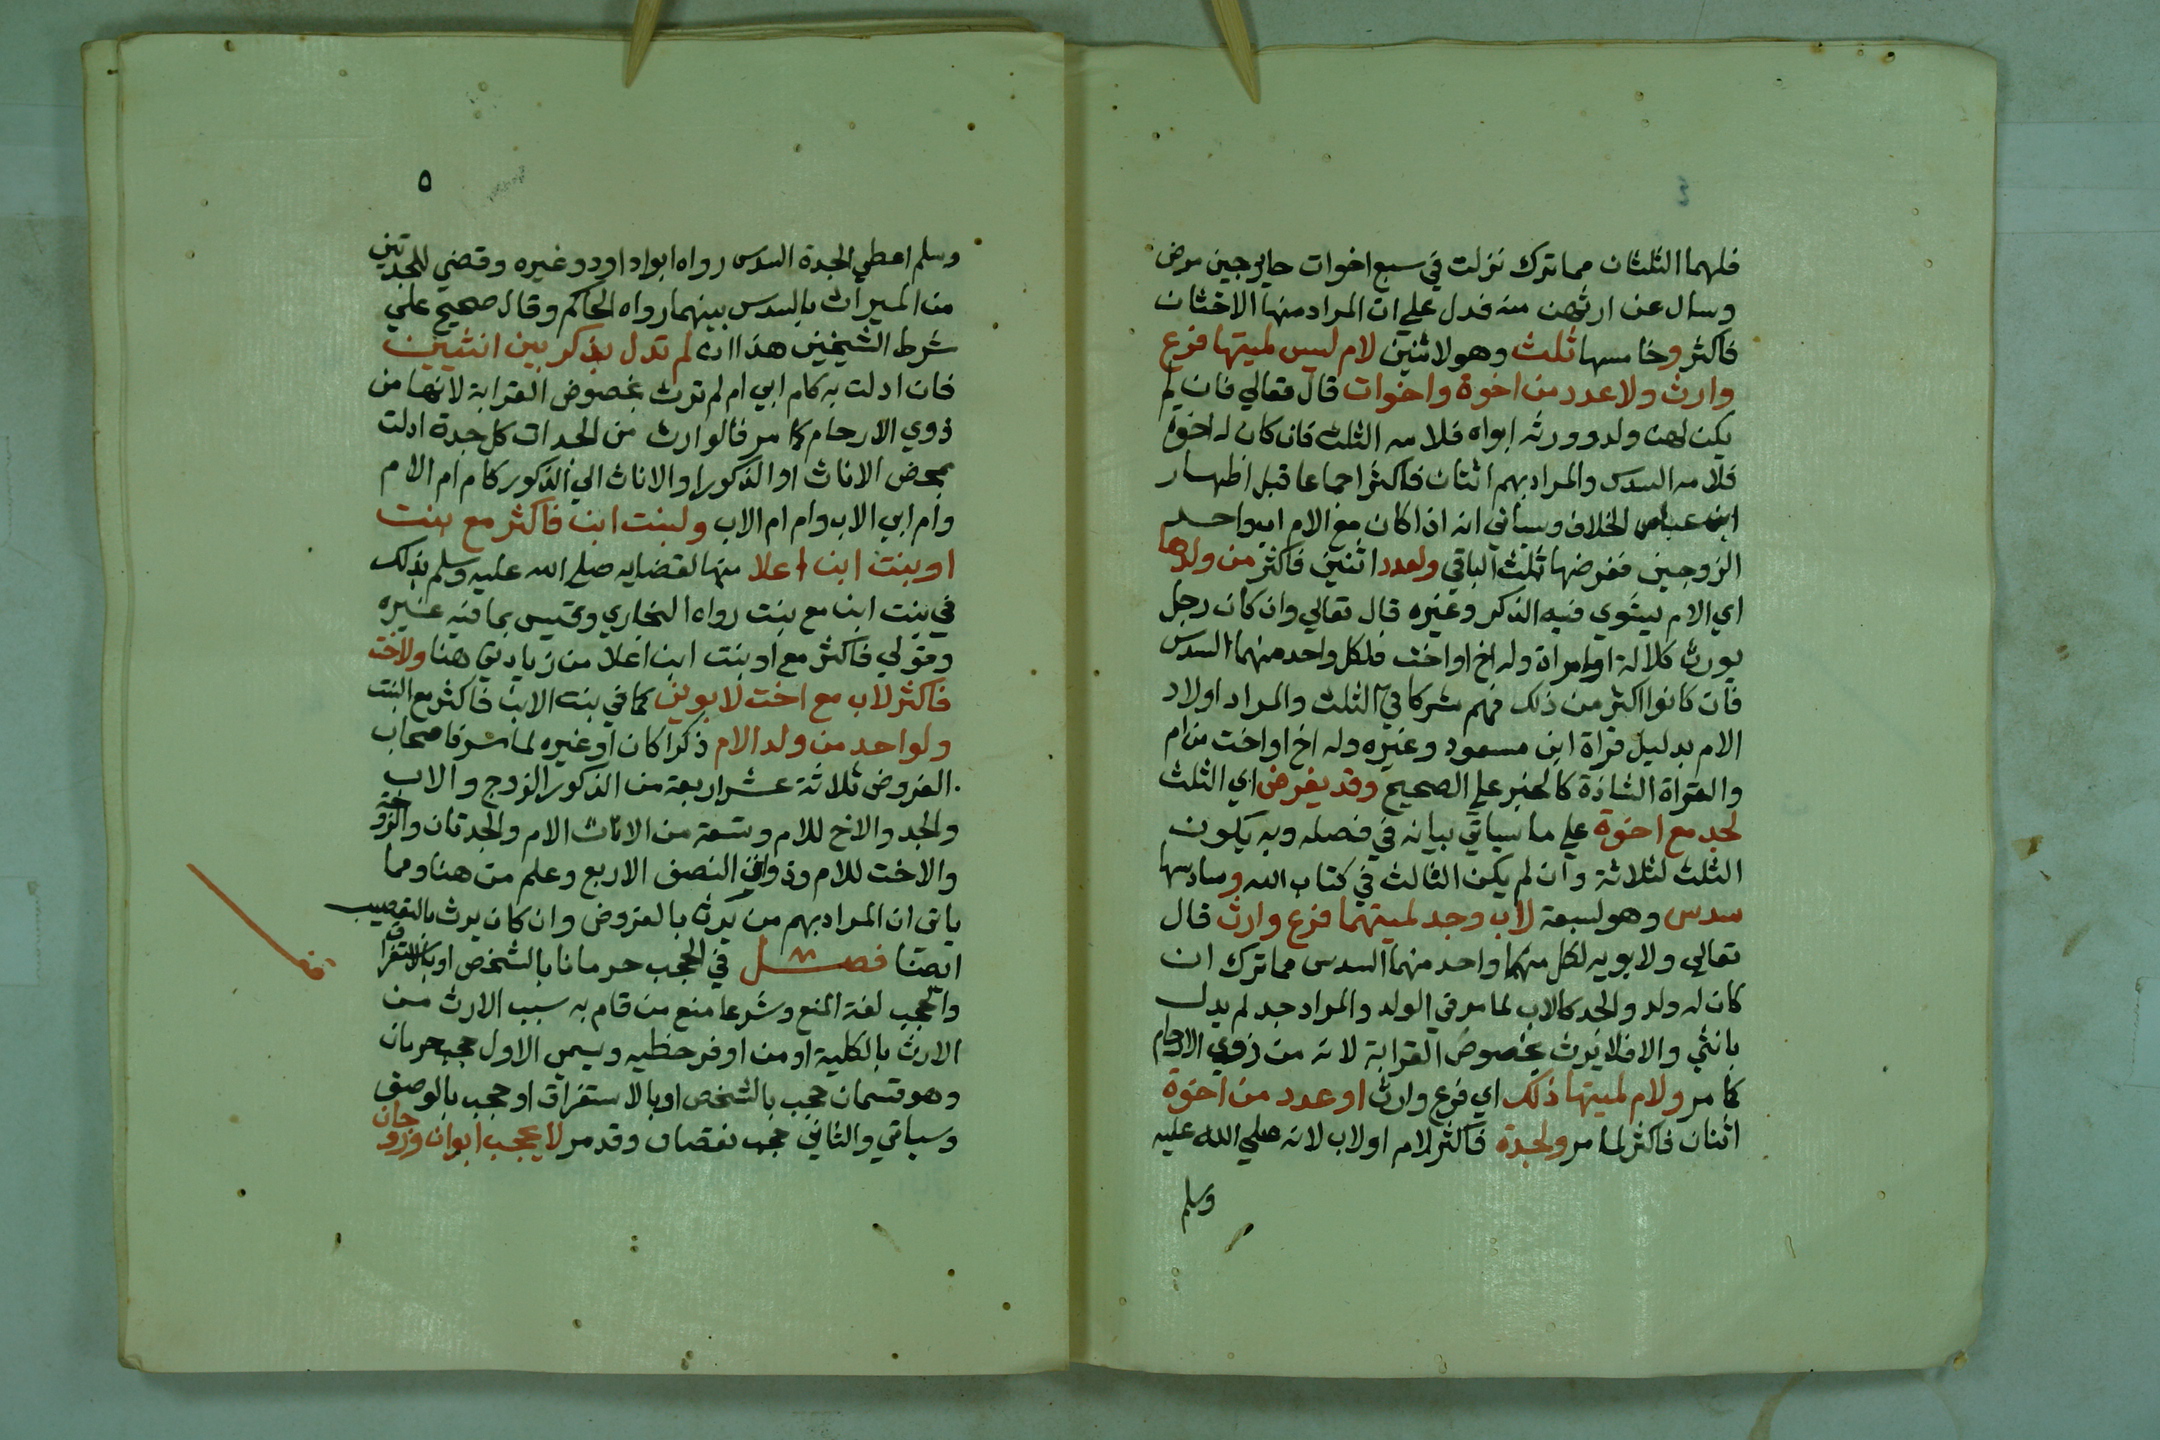 ٤
فلهما الثلثان مما ترك نزلت في سبع اخوات جابر حين مرض
وسال عن ارثهن منه فدل علي ان المراد منها الاختان
فاكثر وخامسها ثلث وهو لاثنين لام ليس لميتها فرع
وارث ولا عدد من اخوة واخوات قال تعالي فان لم
يكن له ولد وورثه ابواه فلامه الثلث فان كان له اخوة
فلامه السدس والمراد بهم اثنان فاكثر اجماعا قبل اظهار
ابن عباس الخلاف وسياتي انه اذا كان مع الام اب واحد
الزوجين ففرضها ثلث الباقي ولعدد اثنين فاكثر من ولدها
اي الام يستوي فيه الذكر وغيره قال تعالي وان كان رجل
يورث كلالة او امراة وله اخ او اخت فلكل واحد منهما السدس
فان كانوا اكثر من ذلك فهم شركا في الثلث والمراد اولاد
الام بدليل قراة ابن مسعود وغيره وله اخ او اخت من ام
والقراة الشاذة كالخبر علي الصحيح وقد يفرض اي الثلث
لجد مع اخوة علي ما سياتي بيانه في فصله وبه يكون
الثلث لثلاثة وان لم يكن الثالث في كتاب الله وسادسها
سدس وهو لسبعة لاب وجد لميتهما فرع وارث قال
تعالي ولابويه لكل منهما واحد منهما السدس مما ترك ان
كان له ولد والجد كالاب لما مر في الولد والمراد جد لم يدل
بانثي والا فلا يرث بخصوص القرابة لانه من ذوي الارحام
كما مر ولام لميتها ذلك اي فرع وارث او عدد من اخوة
اثنان فاكثر لما مر ولجدة فاكثر لام او لاب لانه صلي الله عليه
وسلم
٥
وسلم اعطي الجدة السدس رواه ابو داود وغيره وقضي للجدتين
من الميراث بالسدس بينهما رواه الحاكم وقال صحيح علي
شرط الشيخين هذا ان لم تدل بذكر بين انثيين
فان ادلت به كام ابي ام لم ترث بخصوص القرابة لانها من
ذوي الارحام كما مر فالوارث من الجدات كل جدة ادلت
بمحض الاناث او الذكور او الاناث الي الذكور كام ام الام
وام ابي الاب وام ام الاب ولبنت ابن فاكثر مع بنت
او بنت ابن اعلا منها لقضايه صلي الله عليه وسلم بذلك
في بنت ابن مع بنت رواه البخاري وقيس بما فيه غيره
وقولي فاكثر مع او بنت ابن اعلا من زيادتي هنا ولاخت
فاكثر لاب مع اخت لابوين كما في بنت الابن فاكثر مع البنت
ولواحد من ولد الام ذكرا كان او غيره لما مر فاصحاب
الفروض ثلاثة عشر اربعة من الذكور الزوج والاب
والجد والاخ للام وتسعة من الاناث الام والجدتان والزوجة
والاخت للام وذوات النصف الاربع وعلم من هنا ومما
ياتي ان المراد بهم من يرث بالفروض وان كان يرث بالتعصيب
ايضا فصل في الحجب حرمانا بالشخص او بالاستغراق
والحجب لغة المنع وشرعا منع من قام به سبب الارث من
الارث بالكلية او من اوفر حظيه ويسمي الاول حجب حرمان
وهو قسمان حجب بالشخص او بالاستغراق او حجب بالوصف
وسياتي والثاني حجب نقصان وقد مر لا يحجب ابوان وزوجان